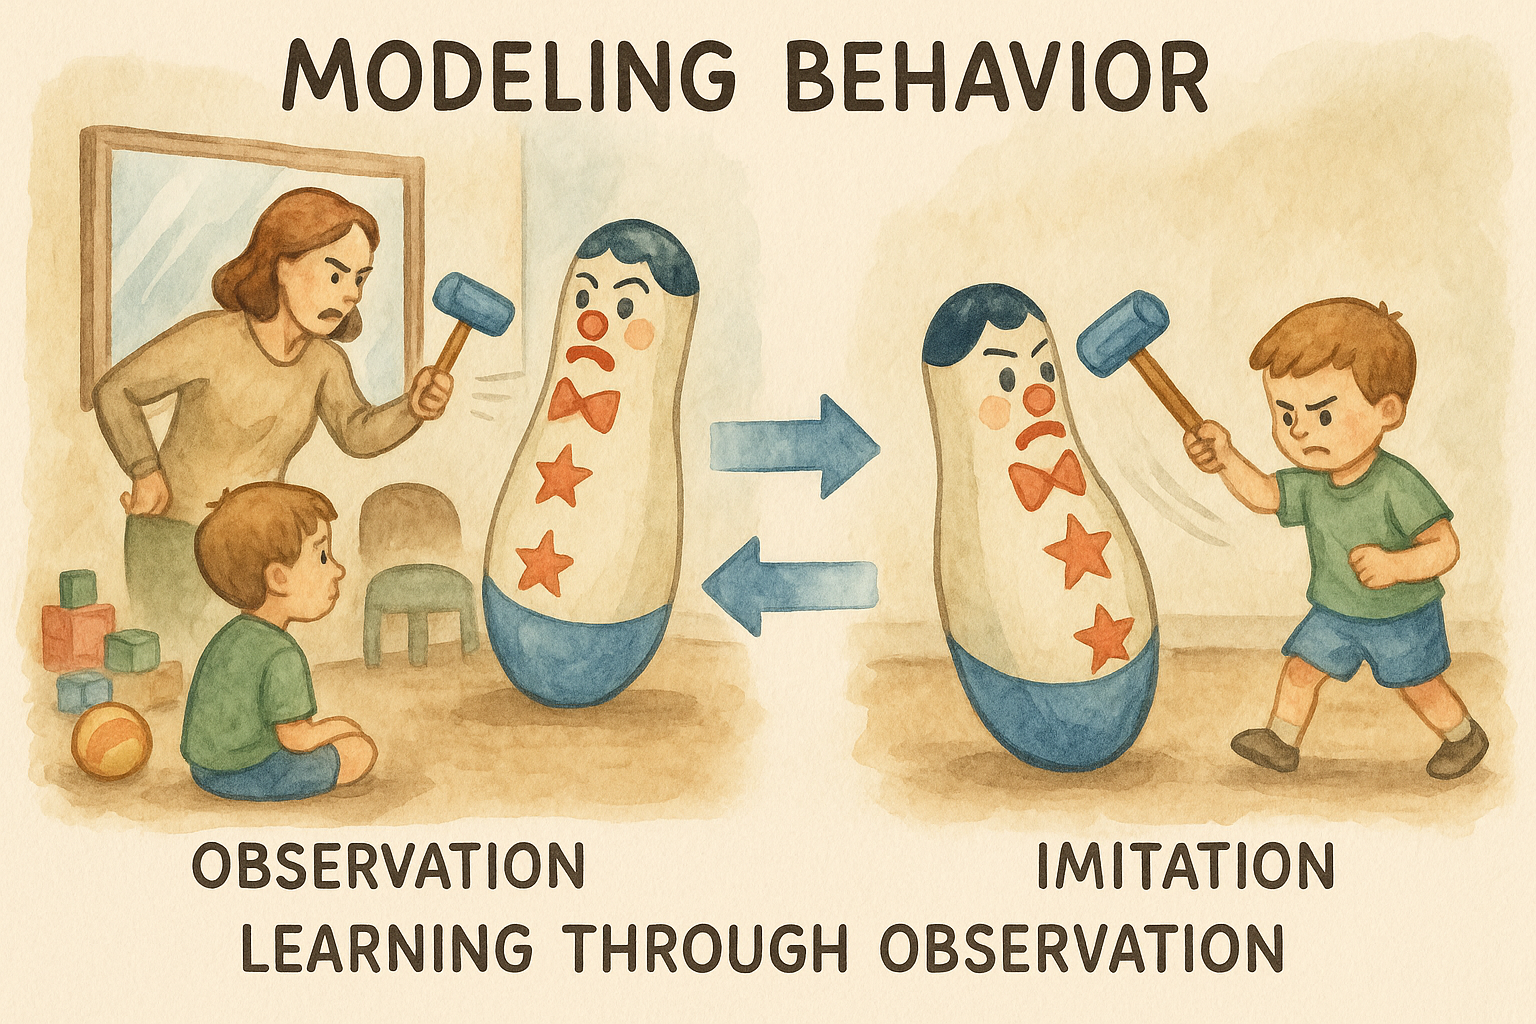 MODELING BEHAVIOR
OBSERVATION
IMITATION
LEARNING THROUGH OBSERVATION